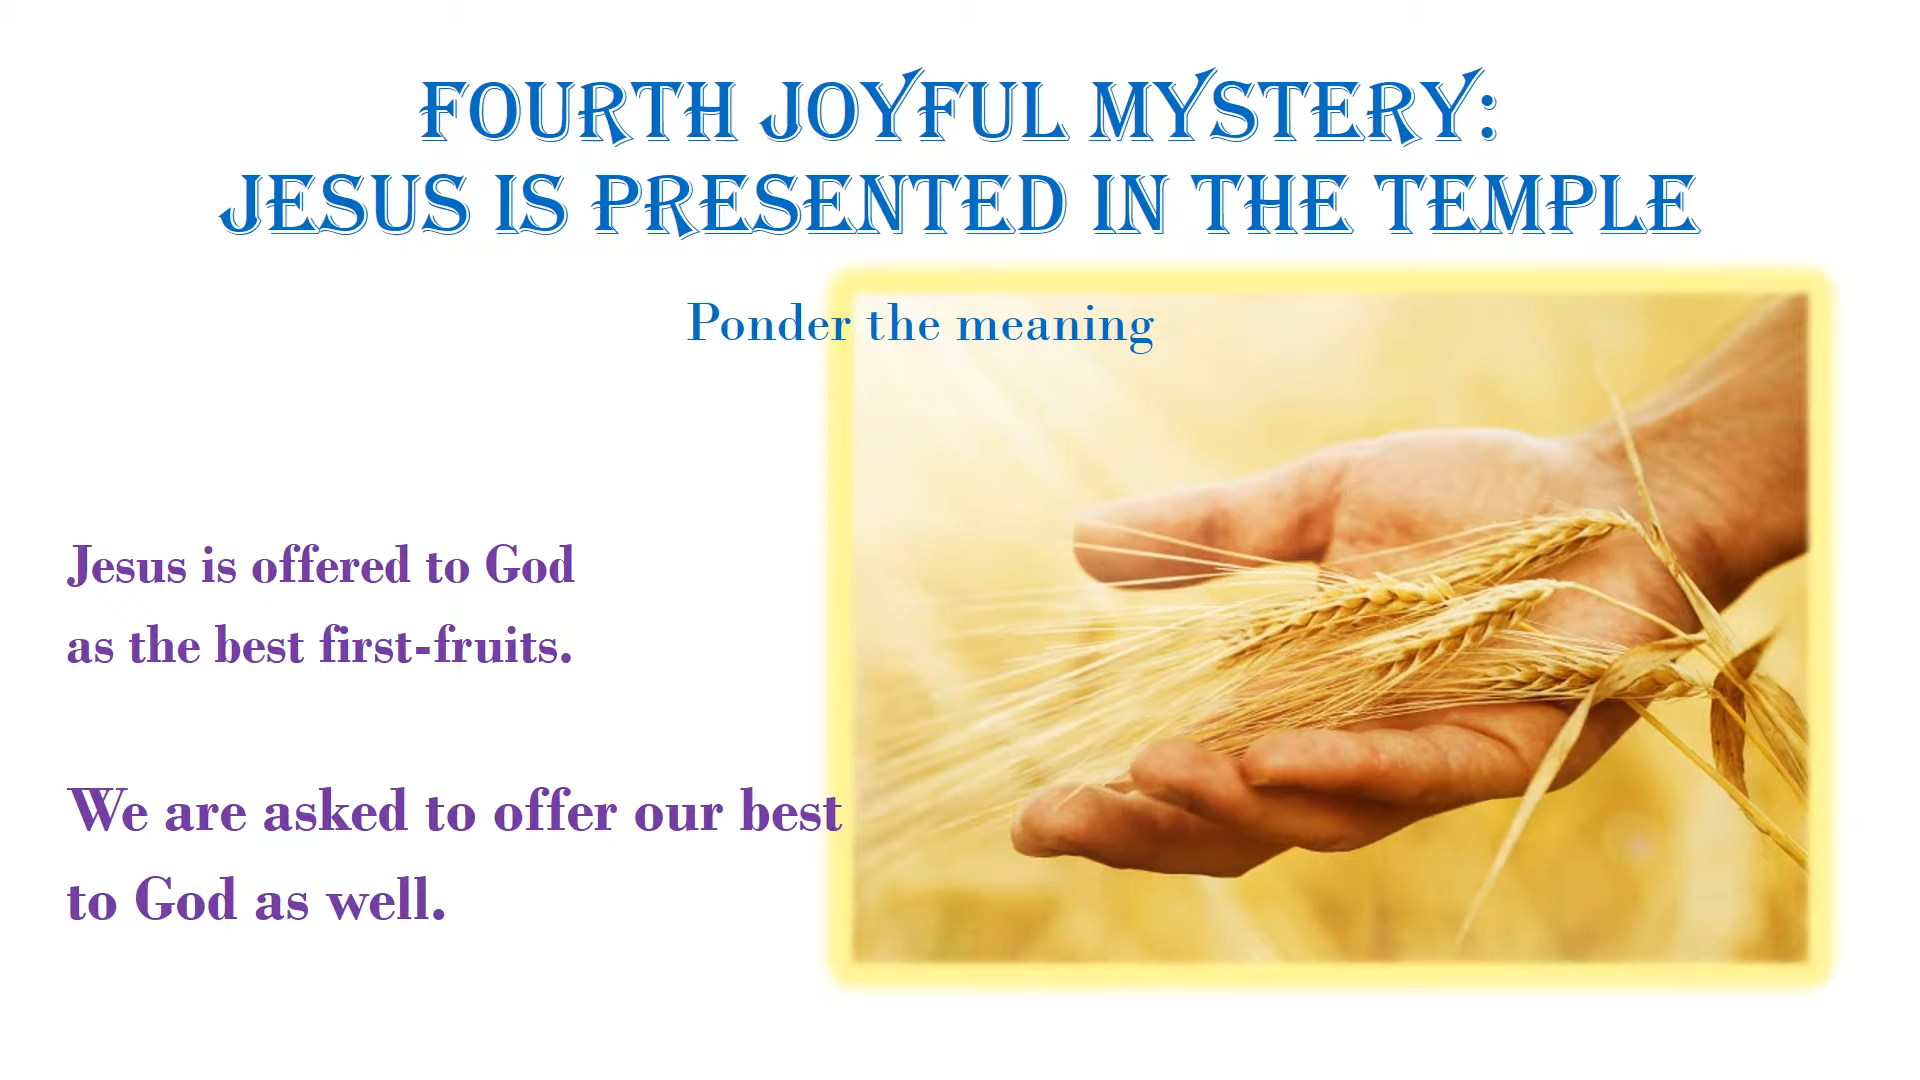 FOURTH JOYFUL MYSTERY:
JESUS IS PRESENTED IN THE TEMPLE
Ponder the meaning
Jesus is offered to God
as the best first-fruits.
We are asked to offer our best
to God as well.